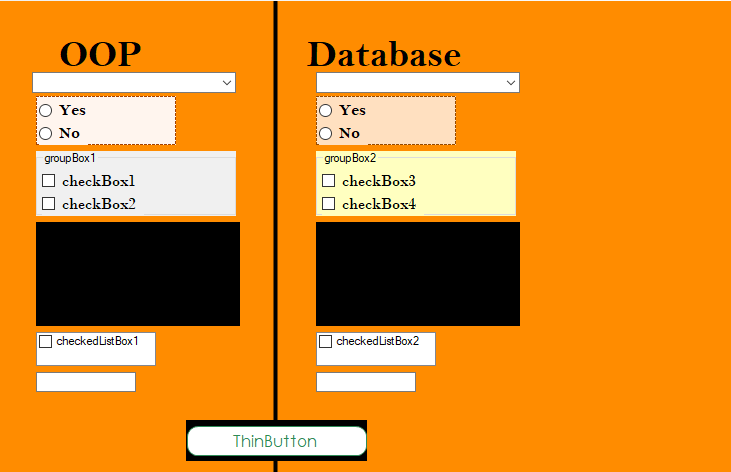 OOP
Yes
No
groupBox1
checkBox1
checkBox2
checkedListBox1
Database
Yes
No
groupBox2
checkBox3
checkBox4
checkedListBox2
ThinButton